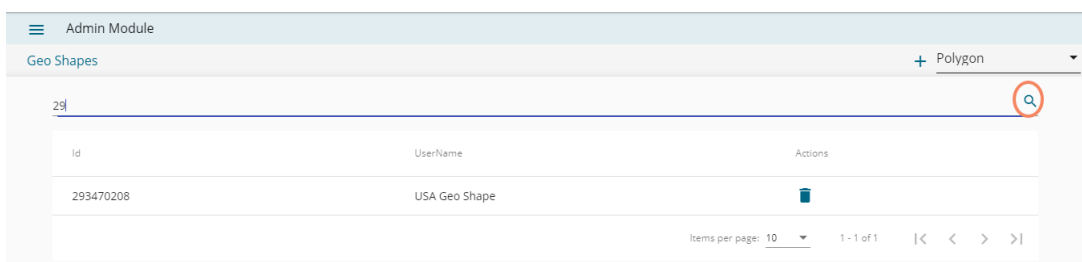 Admin Module
Geo Shapes + Polygon
29
Id UserName Actions
293470208 USA Geo Shape
Items per page: 10 1 - 1 of 1